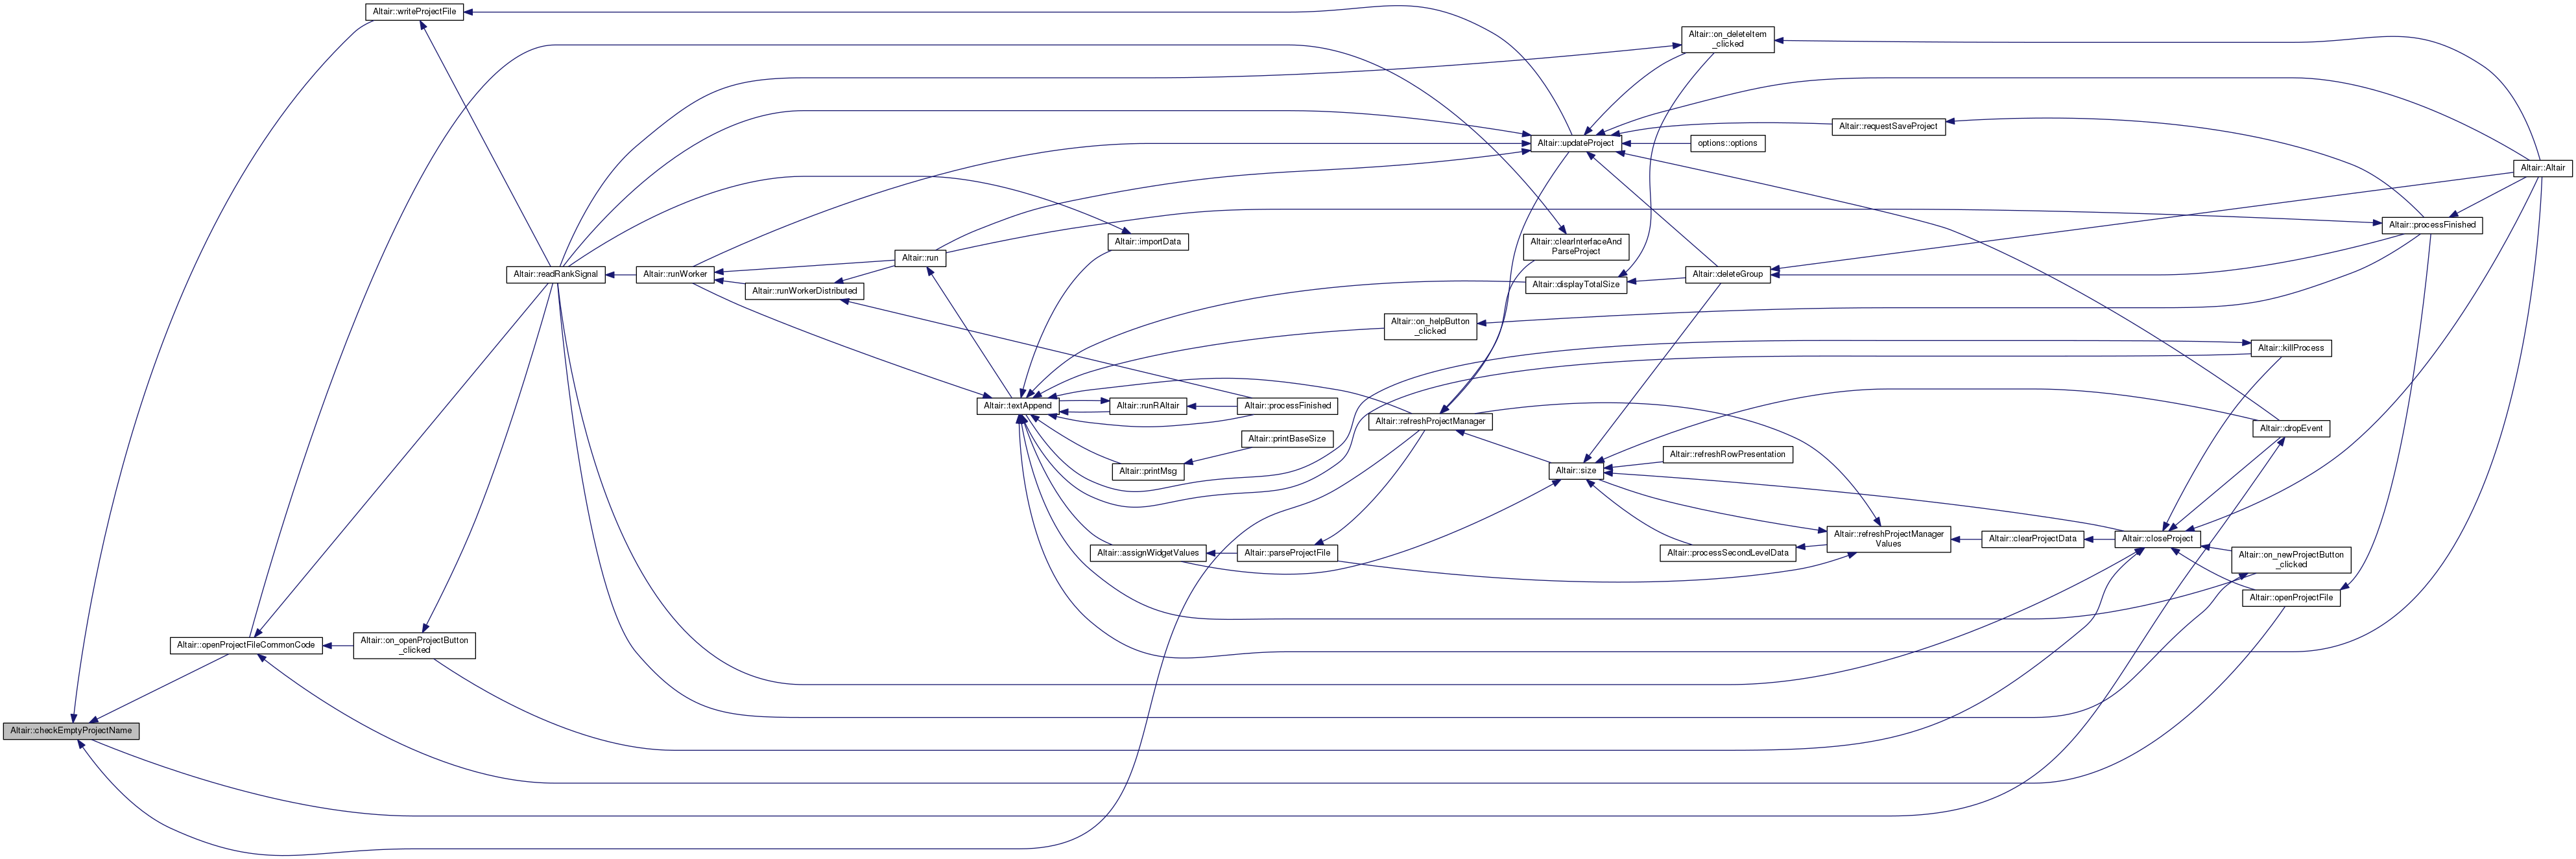 Altair::writeProjectFile
Altair::on_deleteItem
_clicked
Altair::requestSaveProject
Altair::updateProject
options::options
Altair::Altair
Altair::processFinished
Altair::importData
Altair::clearInterfaceAnd
ParseProject
Altair::run
Altair::readRankSignal
Altair::runWorker
Altair::deleteGroup
Altair::displayTotalSize
Altair::runWorkerDistributed
Altair::on_helpButton
_clicked
Altair::killProcess
Altair::textAppend
Altair::runRAltair
Altair::processFinished
Altair::refreshProjectManager
Altair::dropEvent
Altair::printBaseSize
Altair::refreshRowPresentation
Altair::printMsg
Altair::size
Altair::refreshProjectManager
Values
Altair::clearProjectData
Altair::closeProject
Altair::assignWidgetValues
Altair::parseProjectFile
Altair::processSecondLevelData
Altair::on_newProjectButton
_clicked
Altair::openProjectFile
Altair::openProjectFileCommonCode
Altair::on_openProjectButton
_clicked
Altair::checkEmptyProjectName